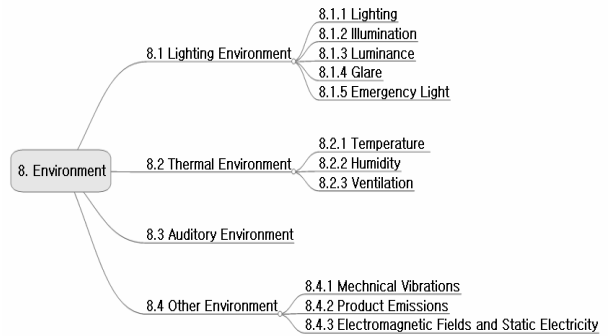 8. Environment
8.1 Lighting Environment
8.1.1 Lighting
8.1.2 Illumination
8.1.3 Luminance
8.1.4 Glare
8.1.5 Emergency Light
8.2 Thermal Environment
8.2.1 Temperature
8.2.2 Humidity
8.2.3 Ventilation
8.3 Auditory Environment
8.4 Other Environment
8.4.1 Mechnical Vibrations
8.4.2 Product Emissions
8.4.3 Electromagnetic Fields and Static Electricity